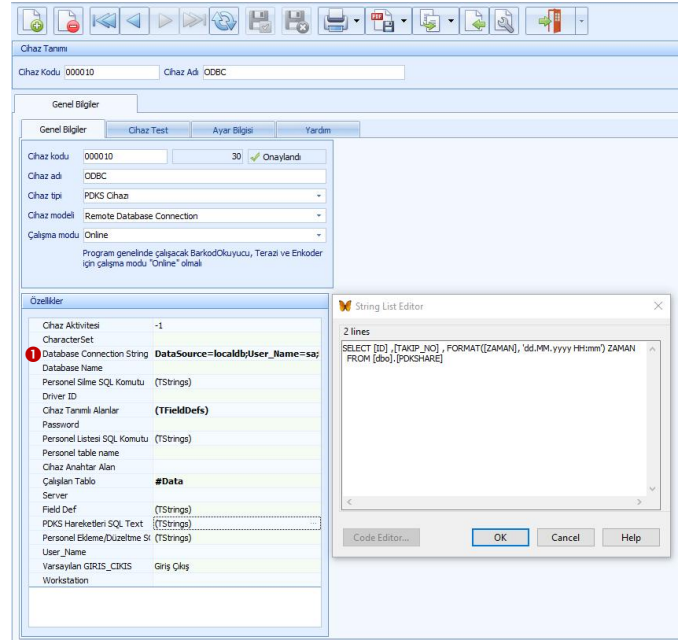 Cihaz Tanımı
Cihaz Kodu 000010 Cihaz Adı ODBC
Genel Bilgiler
Genel Bilgiler Cihaz Test Ayar Bilgisi Yardım
Cihaz kodu 000010 30 Onaylandı
Cihaz adı ODBC
Cihaz tipi PDKS Cihazı
Cihaz modeli Remote Database Connection
Çalışma modu Online
Program genelinde çalışacak BarkodOkuyucu, Terazi ve Enkoder
için çalışma modu "Online" olmalı
Özellikler
Cihaz Aktivitesi -1
CharacterSet
1 Database Connection String DataSource=localdb;User_Name=sa;
Database Name
Personel Silme SQL Komutu (TStrings)
Driver ID
Cihaz Tanımlı Alanlar (TFieldDefs)
Password
Personel Listesi SQL Komutu (TStrings)
Personel table name
Cihaz Anahtar Alan
Çalışılan Tablo #Data
Server
Field Def (TStrings)
PDKS Hareketleri SQL Text (TStrings) ...
Personel Ekleme/Düzeltme S (TStrings)
User_Name
Varsayılan GIRIS_CIKIS Giriş Çıkış
Workstation
String List Editor
2 lines
SELECT [ID] ,[TAKIP_NO] , FORMAT([ZAMAN], 'dd.MM.yyyy HH:mm') ZAMAN
FROM [dbo].[PDKSHARE]
Code Editor... OK Cancel Help